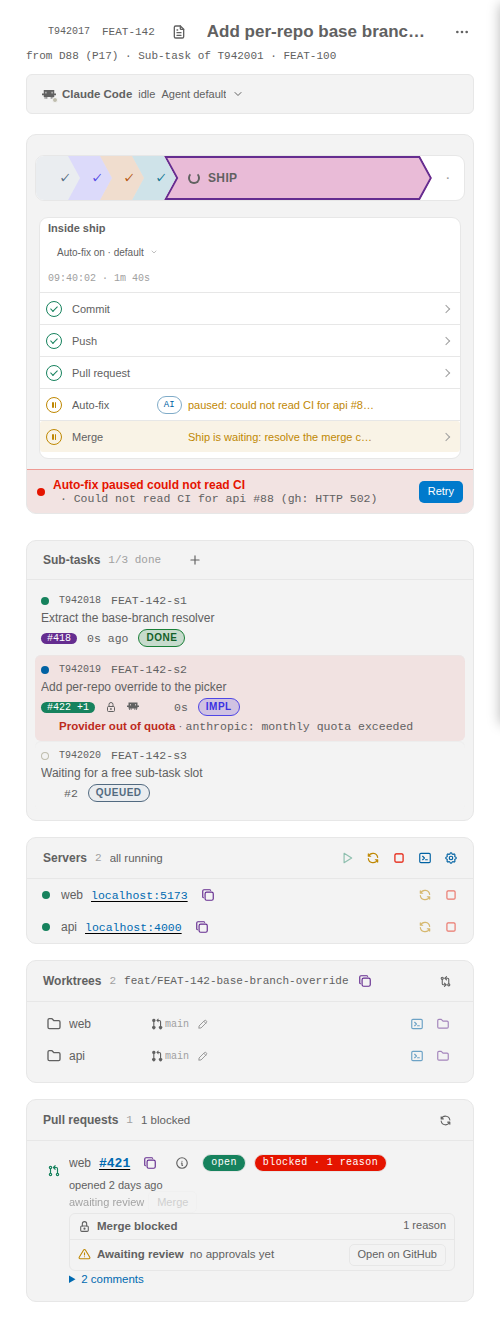 T942017 FEAT-142 Add per-repo base branc…
from D88 (P17) · Sub-task of T942001 · FEAT-100
Claude Code idle Agent default
SHIP
Inside ship
Auto-fix on · default
09:40:02 · 1m 40s
Commit
Push
Pull request
Auto-fix AI paused: could not read CI for api #8…
Merge Ship is waiting: resolve the merge c…
Auto-fix paused could not read CI
· Could not read CI for api #88 (gh: HTTP 502)
Retry
Sub-tasks 1/3 done
T942018 FEAT-142-s1
Extract the base-branch resolver
#418 0s ago DONE
T942019 FEAT-142-s2
Add per-repo override to the picker
#422 +1 0s IMPL
Provider out of quota · anthropic: monthly quota exceeded
T942020 FEAT-142-s3
Waiting for a free sub-task slot
#2 QUEUED
Servers 2 all running
web localhost:5173
api localhost:4000
Worktrees 2 feat/FEAT-142-base-branch-override
web main
api main
Pull requests 1 1 blocked
web #421 open blocked · 1 reason
opened 2 days ago
awaiting review Merge
Merge blocked 1 reason
Awaiting review no approvals yet Open on GitHub
2 comments